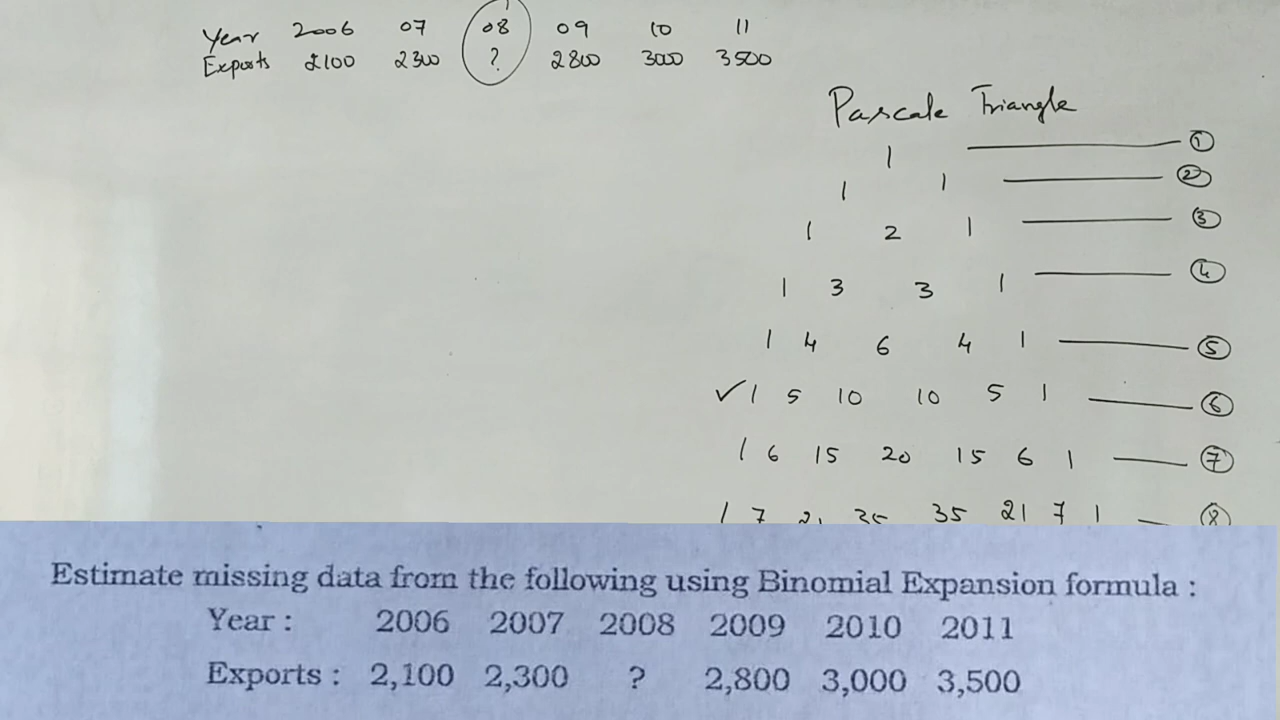 Year 2006 07 08 09 10 11
Exports 2100 2300 ? 2800 3000 3500
Pascale Triangle
1 ①
1 1 ②
1 2 1 ③
1 3 3 1 ④
1 4 6 4 1 ⑤
✓ 1 5 10 10 5 1 ⑥
1 6 15 20 15 6 1 ⑦
1 7 35 21 7 1 ⑧
Estimate missing data from the following using Binomial Expansion formula :
Year : 2006 2007 2008 2009 2010 2011
Exports : 2,100 2,300 ? 2,800 3,000 3,500